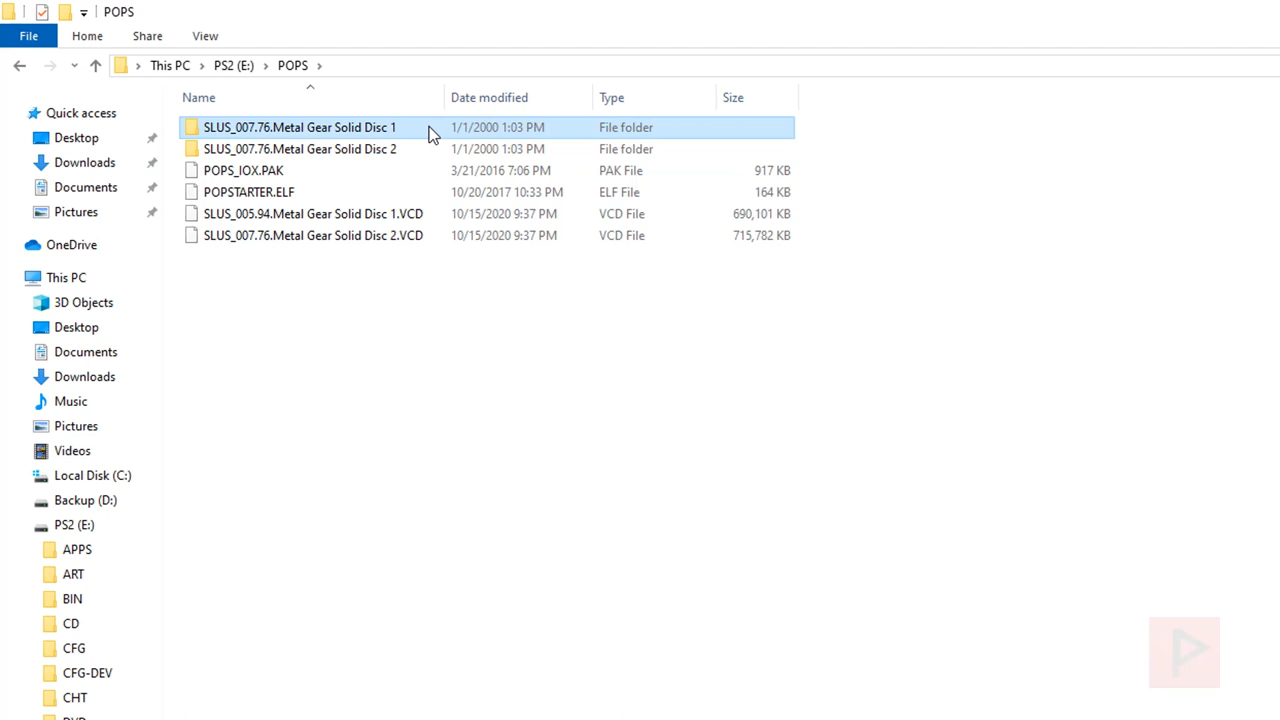 POPS
File Home Share View
This PC > PS2 (E:) > POPS >
Name Date modified Type Size
SLUS_007.76.Metal Gear Solid Disc 1 1/1/2000 1:03 PM File folder
SLUS_007.76.Metal Gear Solid Disc 2 1/1/2000 1:03 PM File folder
POPS_IOX.PAK 3/21/2016 7:06 PM PAK File 917 KB
POPSTARTER.ELF 10/20/2017 10:33 PM ELF File 164 KB
SLUS_005.94.Metal Gear Solid Disc 1.VCD 10/15/2020 9:37 PM VCD File 690,101 KB
SLUS_007.76.Metal Gear Solid Disc 2.VCD 10/15/2020 9:37 PM VCD File 715,782 KB
Quick access
Desktop
Downloads
Documents
Pictures
OneDrive
This PC
3D Objects
Desktop
Documents
Downloads
Music
Pictures
Videos
Local Disk (C:)
Backup (D:)
PS2 (E:)
APPS
ART
BIN
CD
CFG
CFG-DEV
CHT